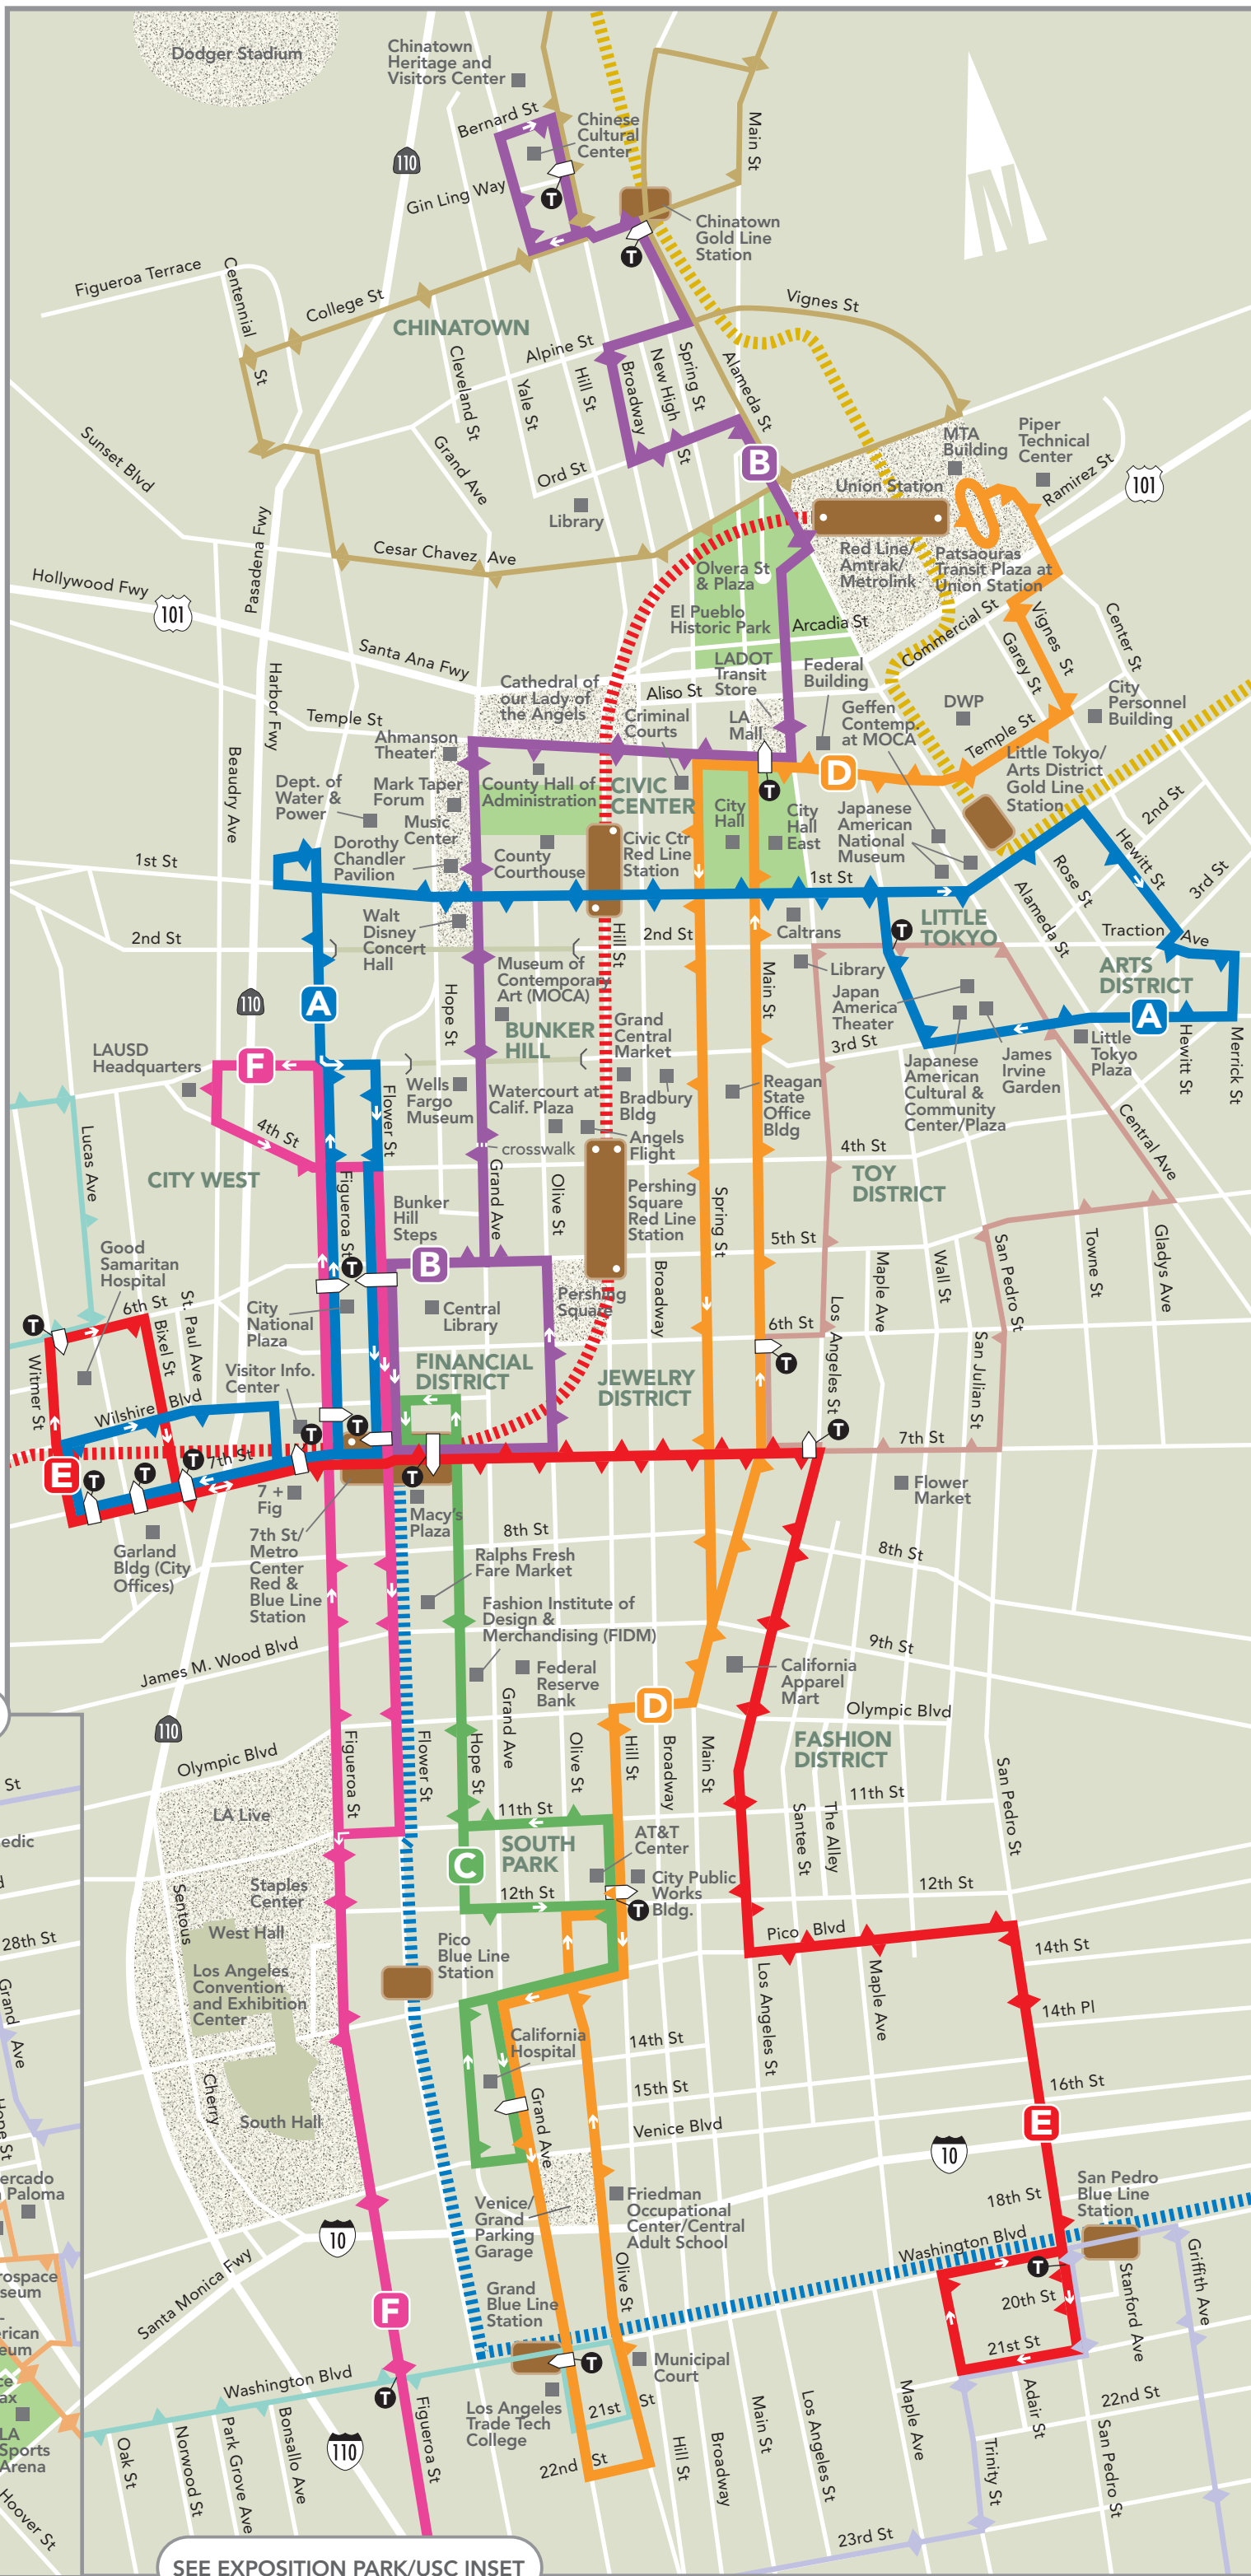 Dodger Stadium
Chinatown
Heritage and
Visitors Center
Bernard St
Chinese
Cultural
Center
Main St
110
Gin Ling Way
T
Chinatown
Gold Line
Station
T
Figueroa Terrace
Centennial
St
College St
CHINATOWN
Vignes St
Alpine St
Cleveland St
Yale St
Hill St
Broadway
New High
St
Spring St
Alameda St
Sunset Blvd
Grand Ave
Ord St
Library
B
MTA
Building
Piper
Technical
Center
Ramirez St
101
Union Station
Pasadena Fwy
Cesar Chavez Ave
Red Line/
Amtrak/
Metrolink
Patsaouras
Transit Plaza at
Union Station
Hollywood Fwy
101
Olvera St
& Plaza
El Pueblo
Historic Park
Arcadia St
Commercial St
Vignes St
Garey St
Center St
Santa Ana Fwy
Harbor Fwy
LADOT
Transit
Store
Federal
Building
Cathedral of
our Lady of
the Angels
Aliso St
Temple St
Criminal
Courts
LA
Mall
Geffen
Contemp.
at MOCA
DWP
City
Personnel
Building
Temple St
Ahmanson
Theater
Beaudry Ave
Dept. of
Water &
Power
Mark Taper
Forum
Music
Center
County Hall of
Administration
CIVIC
CENTER
T
D
City
Hall
City
Hall
East
Japanese
American
National
Museum
Little Tokyo/
Arts District
Gold Line
Station
2nd St
Dorothy
Chandler
Pavilion
County
Courthouse
Civic Ctr
Red Line
Station
1st St
1st St
Hewitt St
Rose St
3rd St
Alameda St
Walt
Disney
Concert
Hall
2nd St
2nd St
Hill St
Caltrans
T
LITTLE
TOKYO
Traction Ave
Library
ARTS
DISTRICT
Museum of
Contemporary
Art (MOCA)
Main St
Japan
America
Theater
110
A
Hope St
BUNKER
HILL
Grand
Central
Market
3rd St
A
LAUSD
Headquarters
F
Japanese
American
Cultural &
Community
Center/Plaza
James
Irvine
Garden
Little
Tokyo
Plaza
Hewitt St
Merrick St
Wells
Fargo
Museum
Watercourt at
Calif. Plaza
Bradbury
Bldg
Reagan
State
Office
Bldg
Flower St
Angels
Flight
4th St
crosswalk
4th St
Central Ave
Lucas Ave
CITY WEST
Figueroa St
Grand Ave
Olive St
Pershing
Square
Red Line
Station
TOY
DISTRICT
Bunker
Hill
Steps
Spring St
5th St
Good
Samaritan
Hospital
T
B
Broadway
Maple Ave
Wall St
San Pedro St
Towne St
Gladys Ave
City
National
Plaza
Central
Library
Pershing
Square
6th St
T
6th St
Bixel St
St. Paul Ave
T
Los Angeles St
San Julian St
Visitor Info.
Center
FINANCIAL
DISTRICT
JEWELRY
DISTRICT
Witmer St
Wilshire Blvd
T
T
T
7th St
7th St
E
T
T
T
T
7 +
Fig
Macy's
Plaza
Flower
Market
Garland
Bldg (City
Offices)
7th St/
Metro
Center
Red &
Blue Line
Station
8th St
8th St
Ralphs Fresh
Fare Market
Fashion Institute of
Design &
Merchandising (FIDM)
James M. Wood Blvd
9th St
Federal
Reserve
Bank
California
Apparel
Mart
110
D
Olympic Blvd
Olympic Blvd
Grand Ave
Hope St
Flower St
Figueroa St
Olive St
Hill St
Broadway
Main St
FASHION
DISTRICT
San Pedro St
LA Live
11th St
11th St
SOUTH
PARK
AT&T
Center
Santee St
The Alley
C
Staples
Center
Sentous
12th St
City Public
Works
Bldg.
T
12th St
West Hall
Pico
Blue Line
Station
Pico Blvd
14th St
Los Angeles
Convention
and Exhibition
Center
Los Angeles St
Maple Ave
14th Pl
California
Hospital
14th St
16th St
15th St
Cherry
South Hall
Grand Ave
Venice Blvd
E
10
San Pedro
Blue Line
Station
18th St
Venice/
Grand
Parking
Garage
Friedman
Occupational
Center/Central
Adult School
10
Santa Monica Fwy
Washington Blvd
T
Griffith Ave
Stanford Ave
Grand
Blue Line
Station
Olive St
20th St
F
21st St
T
Municipal
Court
Washington Blvd
T
Los Angeles
Trade Tech
College
21st St
Figueroa St
Oak St
Norwood St
Park Grove Ave
Bonsallo Ave
110
22nd St
Hill St
Broadway
Main St
Los Angeles St
Maple Ave
Adair St
22nd St
Trinity St
San Pedro St
23rd St
St
edic
28th St
Grand Ave
Hope St
ercado
Paloma
rospace
seum
rican
eum
ce
ax
LA
Sports
Arena
Hoover St
SEE EXPOSITION PARK/USC INSET